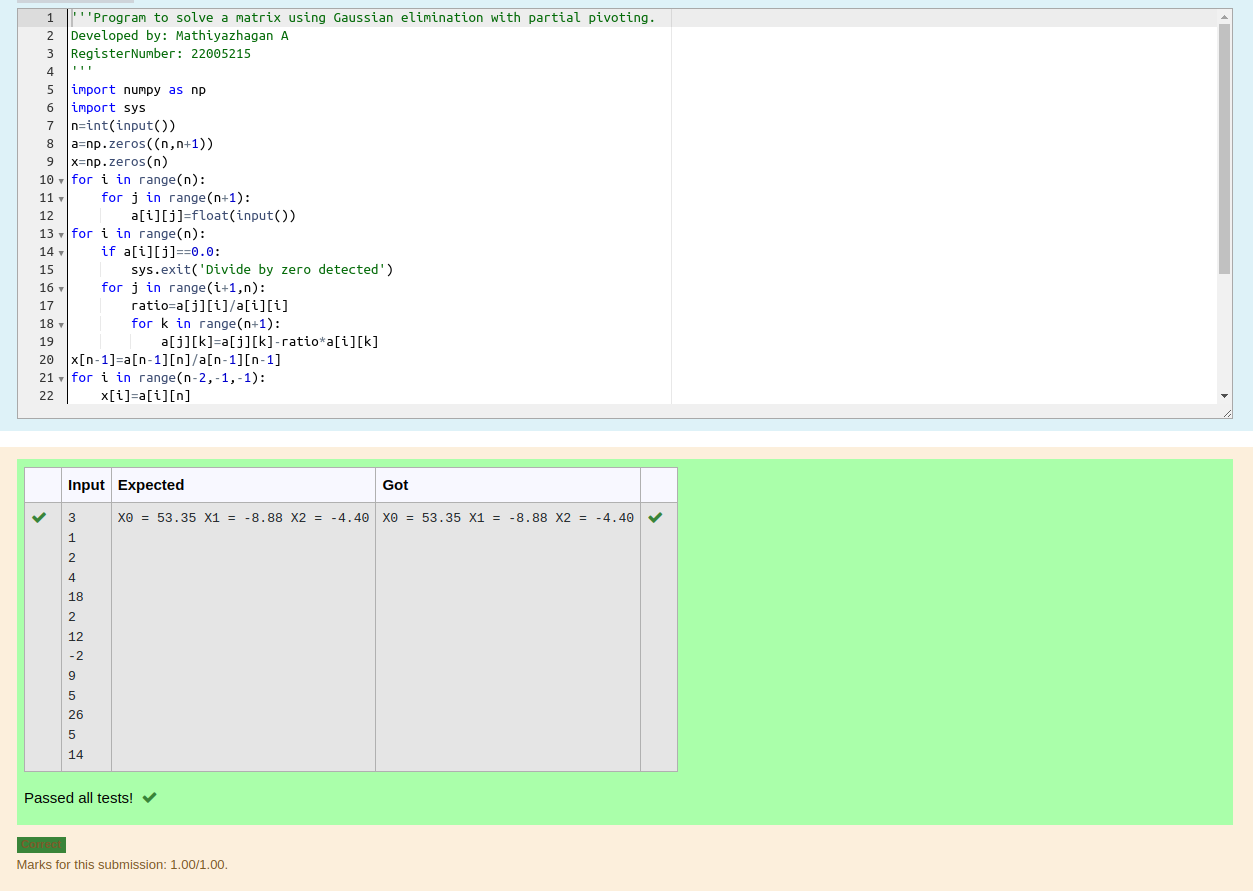 1 '''Program to solve a matrix using Gaussian elimination with partial pivoting.
2 Developed by: Mathiyazhagan A
3 RegisterNumber: 22005215
4 '''
5 import numpy as np
6 import sys
7 n=int(input())
8 a=np.zeros((n,n+1))
9 x=np.zeros(n)
10 for i in range(n):
11     for j in range(n+1):
12         a[i][j]=float(input())
13 for i in range(n):
14     if a[i][j]==0.0:
15         sys.exit('Divide by zero detected')
16     for j in range(i+1,n):
17         ratio=a[j][i]/a[i][i]
18         for k in range(n+1):
19             a[j][k]=a[j][k]-ratio*a[i][k]
20 x[n-1]=a[n-1][n]/a[n-1][n-1]
21 for i in range(n-2,-1,-1):
22     x[i]=a[i][n]
Input Expected Got
3 X0 = 53.35 X1 = -8.88 X2 = -4.40 X0 = 53.35 X1 = -8.88 X2 = -4.40
1
2
4
18
2
12
-2
9
5
26
5
14
Passed all tests!
Correct
Marks for this submission: 1.00/1.00.